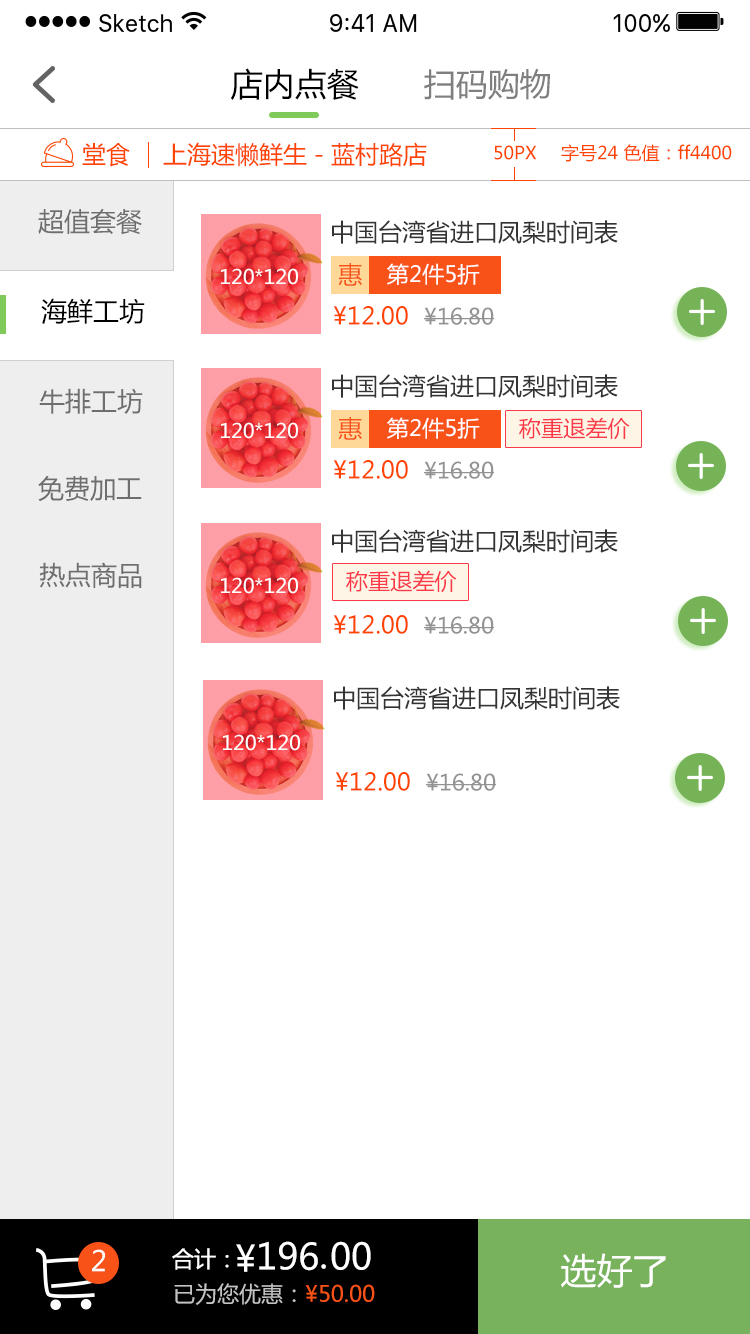 ●●●●● Sketch 9:41 AM 100%
店内点餐 扫码购物
堂食 | 上海速懒鲜生 - 蓝村路店 50PX 字号24 色值：ff4400
超值套餐
海鲜工坊
牛排工坊
免费加工
热点商品
120*120
中国台湾省进口凤梨时间表
惠 第2件5折
¥12.00 ¥16.80
120*120
中国台湾省进口凤梨时间表
惠 第2件5折 称重退差价
¥12.00 ¥16.80
120*120
中国台湾省进口凤梨时间表
称重退差价
¥12.00 ¥16.80
120*120
中国台湾省进口凤梨时间表
¥12.00 ¥16.80
2
合计：¥196.00
已为您优惠：¥50.00
选好了